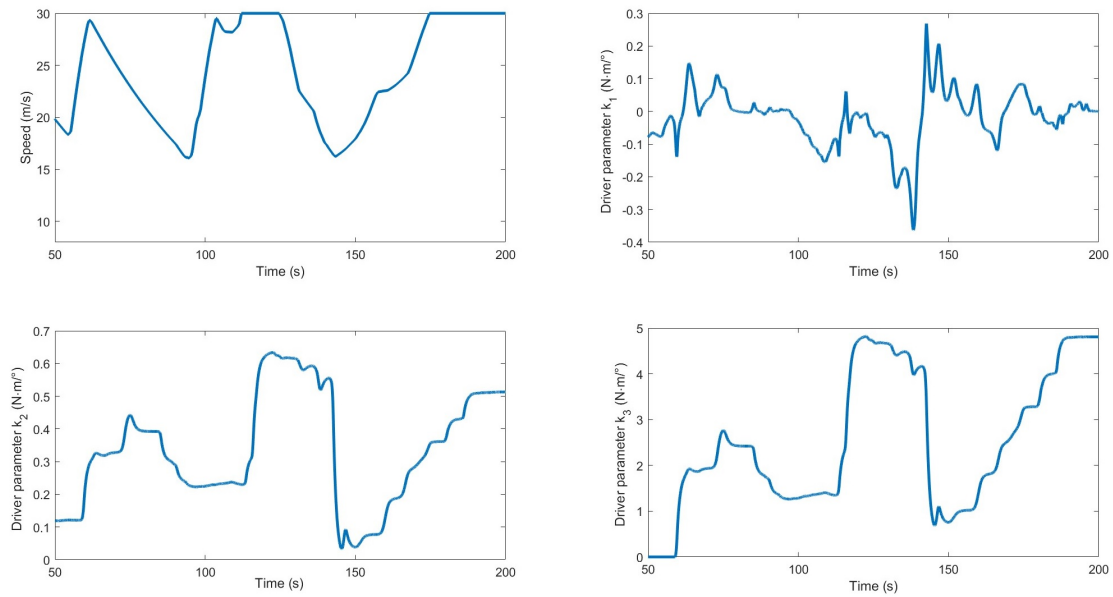 30
25
20
15
10
Speed (m/s)
50 100 150 200
Time (s)
0.3
0.2
0.1
0
-0.1
-0.2
-0.3
-0.4
Driver parameter k1 (N·m/°)
50 100 150 200
Time (s)
0.7
0.6
0.5
0.4
0.3
0.2
0.1
0
Driver parameter k2 (N·m/°)
50 100 150 200
Time (s)
5
4
3
2
1
0
Driver parameter k3 (N·m/°)
50 100 150 200
Time (s)